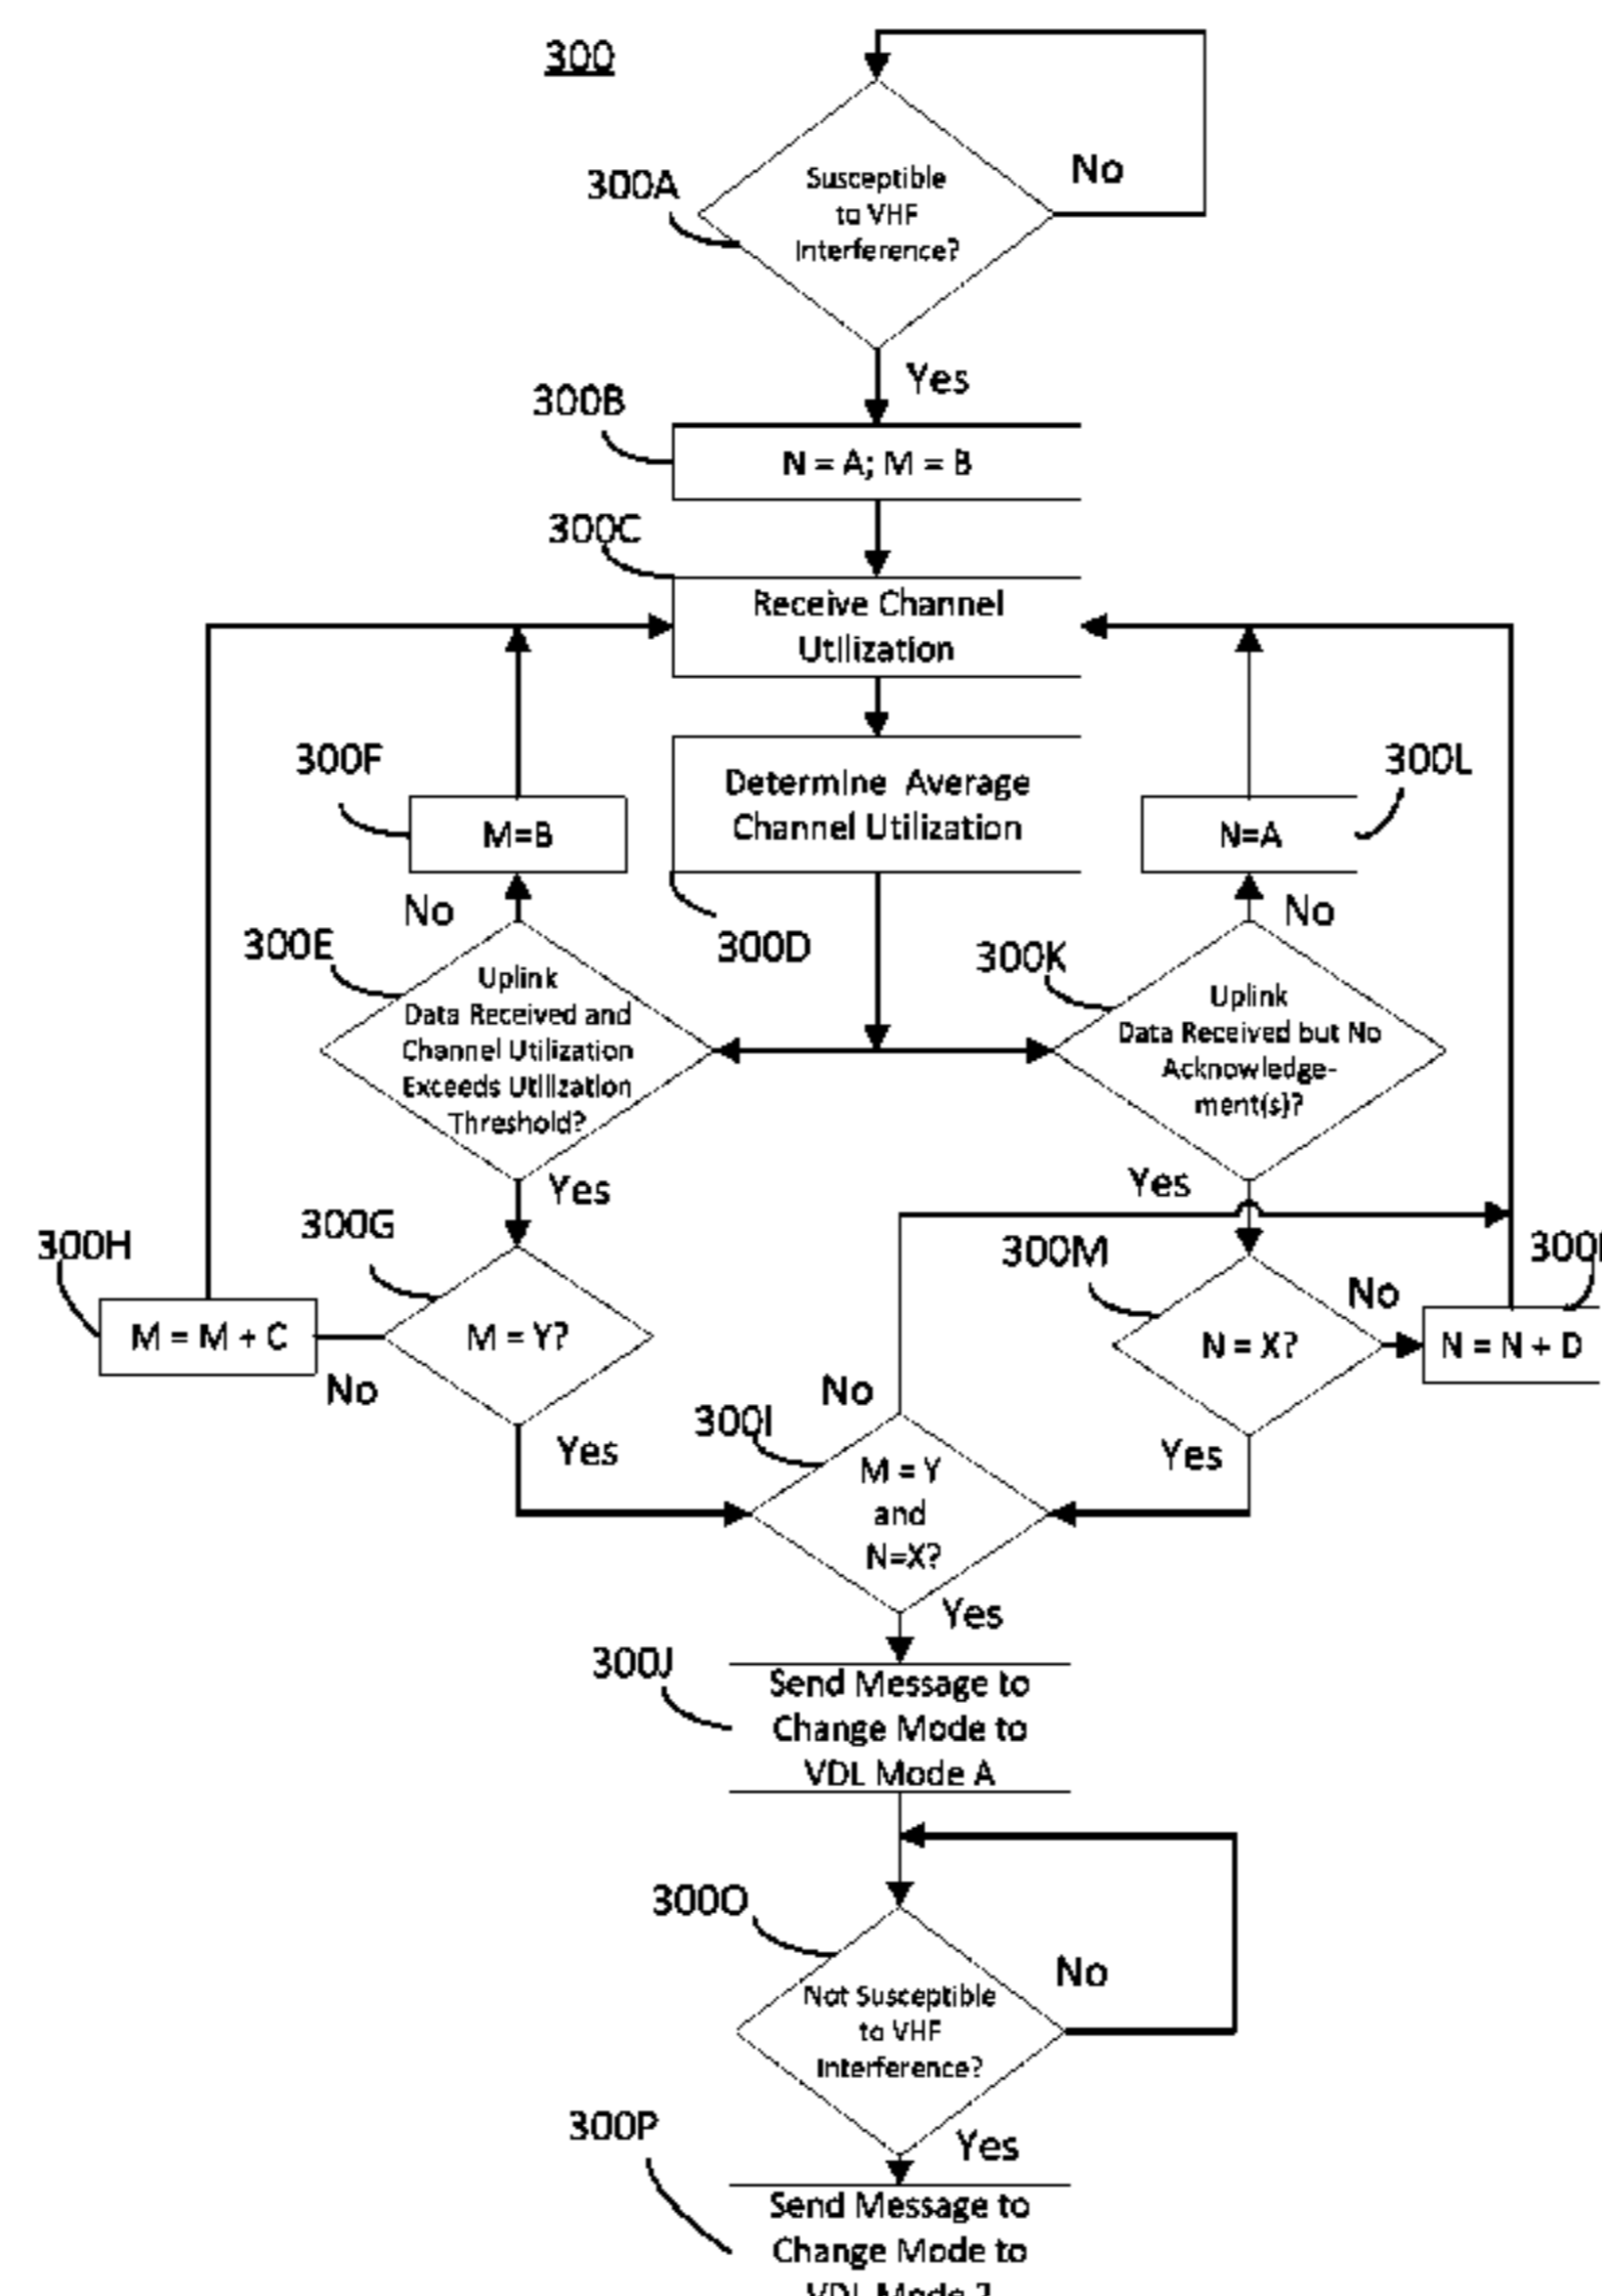 300
300A
Susceptible
to VHF
Interference?
No
Yes
300B
N = A; M = B
300C
Receive Channel
Utilization
300F
M=B
No
Determine Average
Channel Utilization
300D
300L
N=A
No
300E
Uplink
Data Received and
Channel Utilization
Exceeds Utilization
Threshold?
Yes
300K
Uplink
Data Received but No
Acknowledge-
ment(s)?
Yes
300H
M = M + C
No
300G
M = Y?
Yes
300M
N = X?
No
N = N + D
Yes
300I
No
M = Y
and
N=X?
Yes
300J
Send Message to
Change Mode to
VDL Mode A
300O
Not Susceptible
to VHF
Interference?
No
Yes
300P
Send Message to
Change Mode to
VDL Mode 2